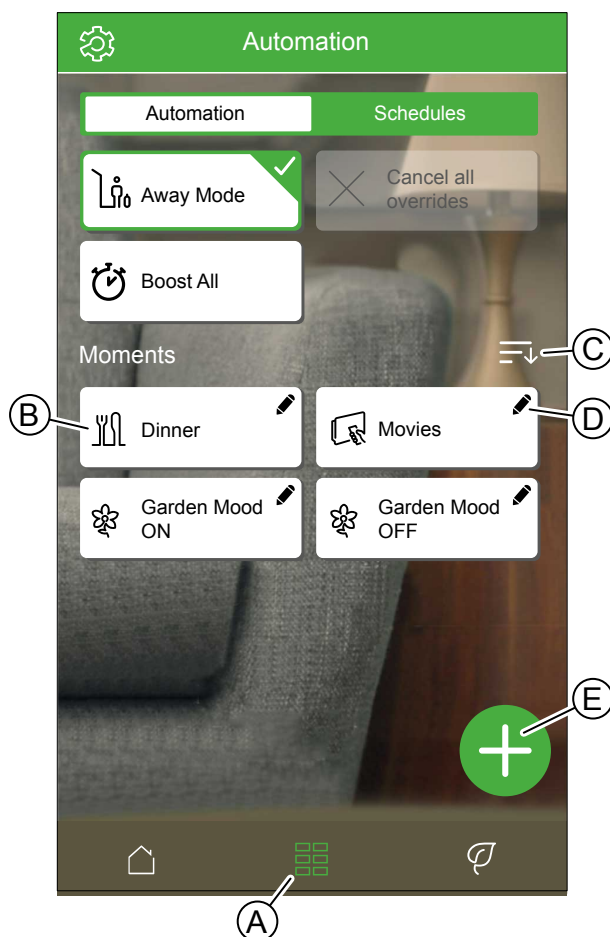 Automation
Automation
Schedules
Away Mode
Cancel all
overrides
Boost All
Moments
C
B
Dinner
Movies
D
Garden Mood
ON
Garden Mood
OFF
E
A